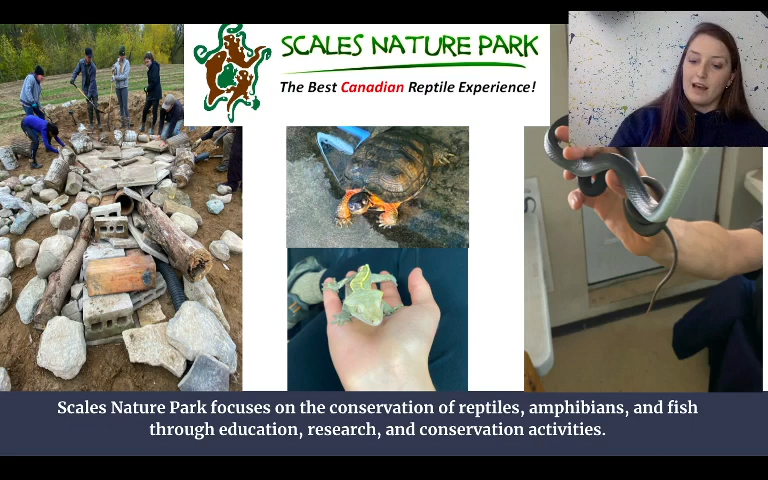 SCALES NATURE PARK
The Best Canadian Reptile Experience!
Scales Nature Park focuses on the conservation of reptiles, amphibians, and fish
through education, research, and conservation activities.